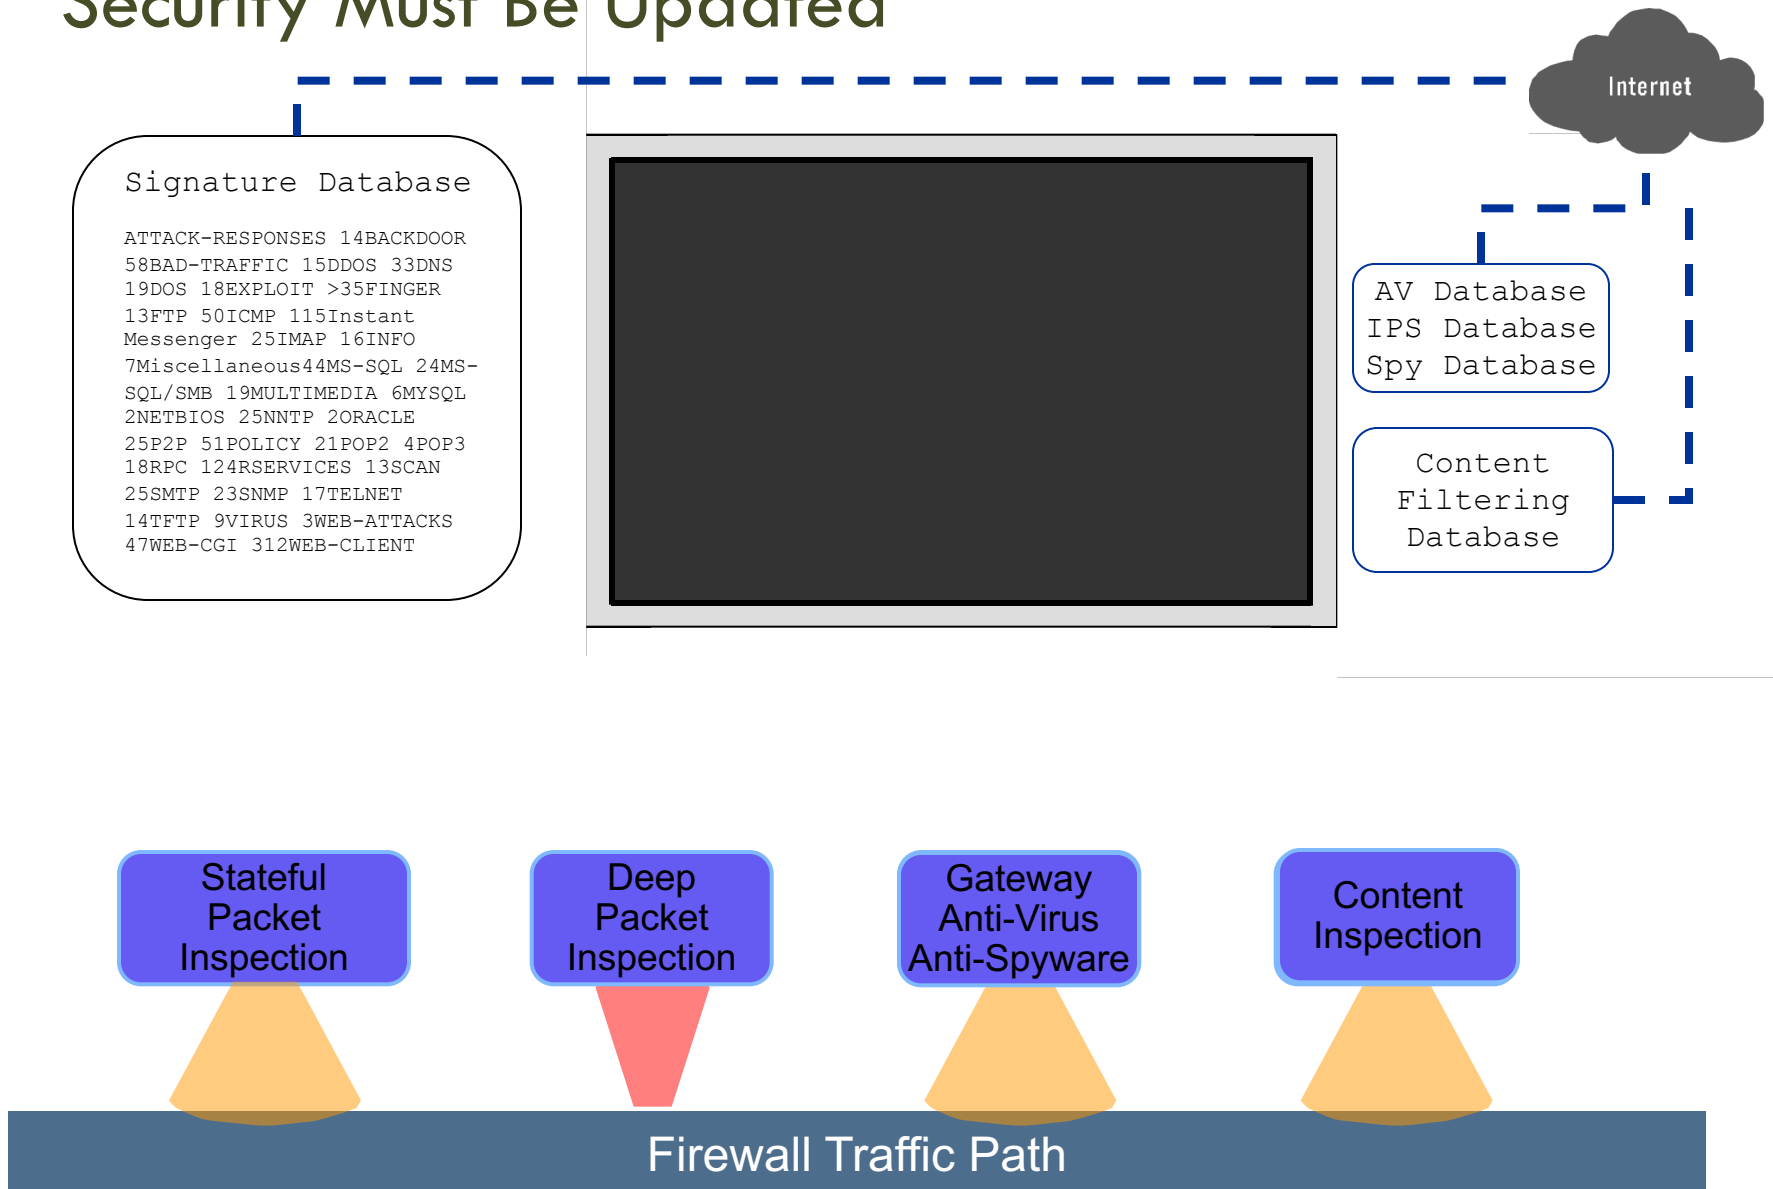 Security Must Be Updated
Internet
Signature Database
ATTACK-RESPONSES 14BACKDOOR
58BAD-TRAFFIC 15DDOS 33DNS
19DOS 18EXPLOIT >35FINGER
13FTP 50ICMP 115Instant
Messenger 25IMAP 16INFO
7Miscellaneous44MS-SQL 24MS-
SQL/SMB 19MULTIMEDIA 6MYSQL
2NETBIOS 25NNTP 2ORACLE
25P2P 51POLICY 21POP2 4POP3
18RPC 124RSERVICES 13SCAN
25SMTP 23SNMP 17TELNET
14TFTP 9VIRUS 3WEB-ATTACKS
47WEB-CGI 312WEB-CLIENT
AV Database
IPS Database
Spy Database
Content
Filtering
Database
Stateful
Packet
Inspection
Deep
Packet
Inspection
Gateway
Anti-Virus
Anti-Spyware
Content
Inspection
Firewall Traffic Path